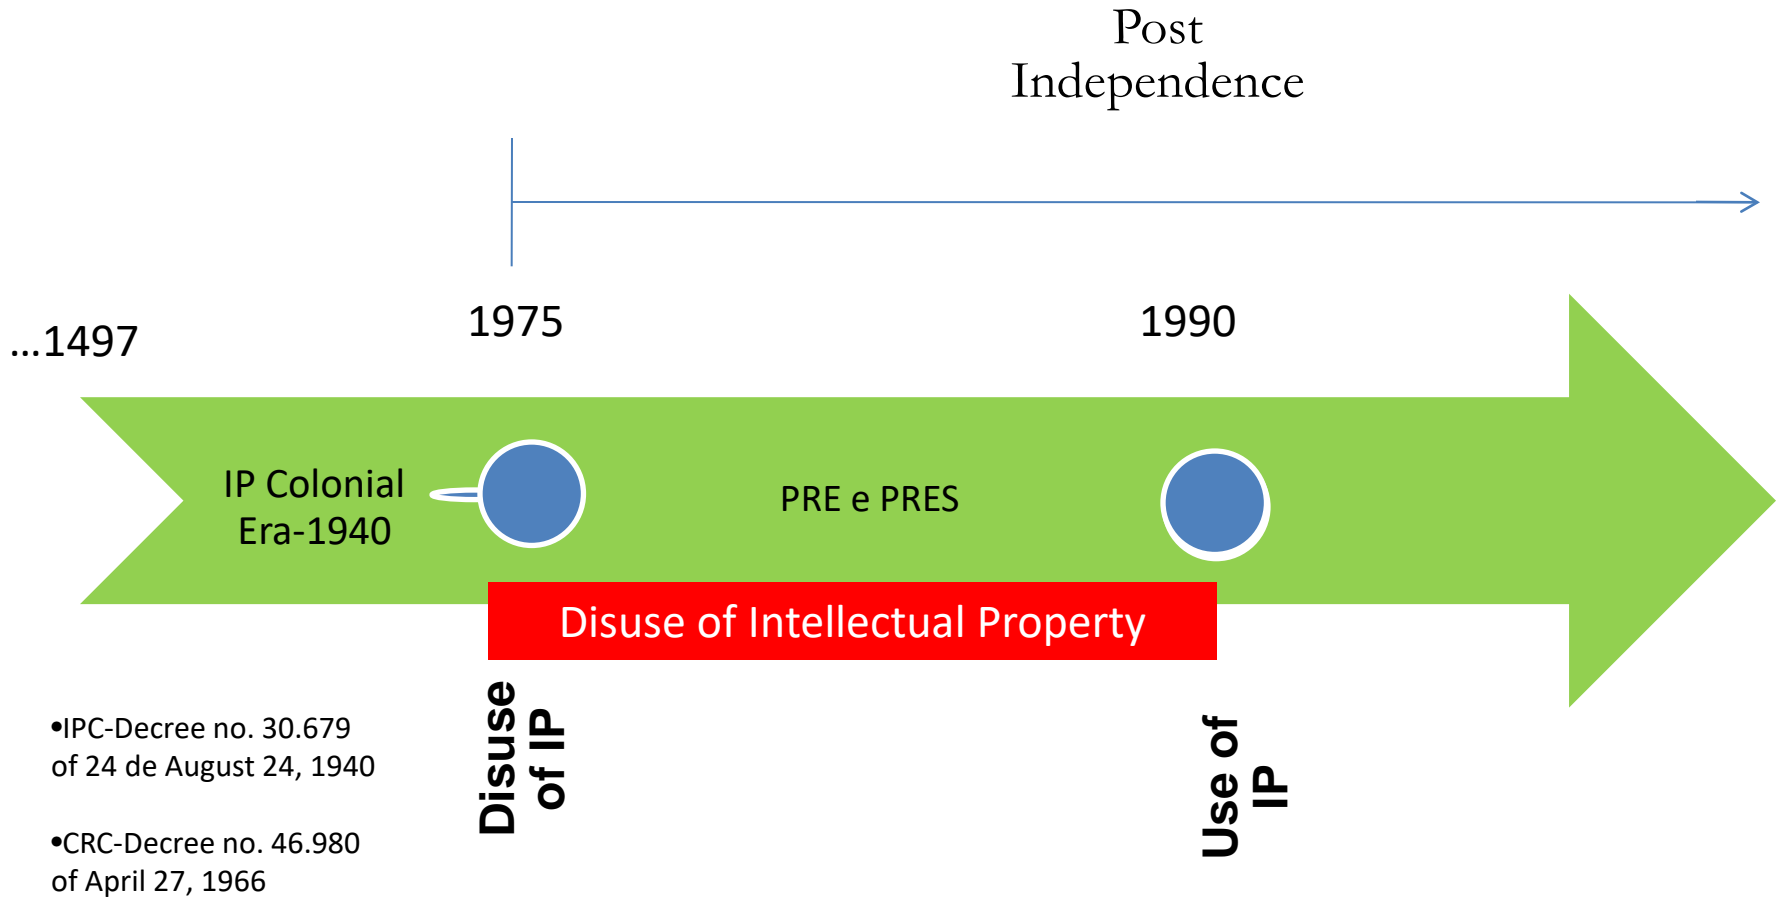 Post
Independence
…1497
1975
1990
IP Colonial
Era-1940
PRE e PRES
Disuse of Intellectual Property
Disuse
of IP
Use of
IP
•IPC-Decree no. 30.679
of 24 de August 24, 1940
•CRC-Decree no. 46.980
of April 27, 1966